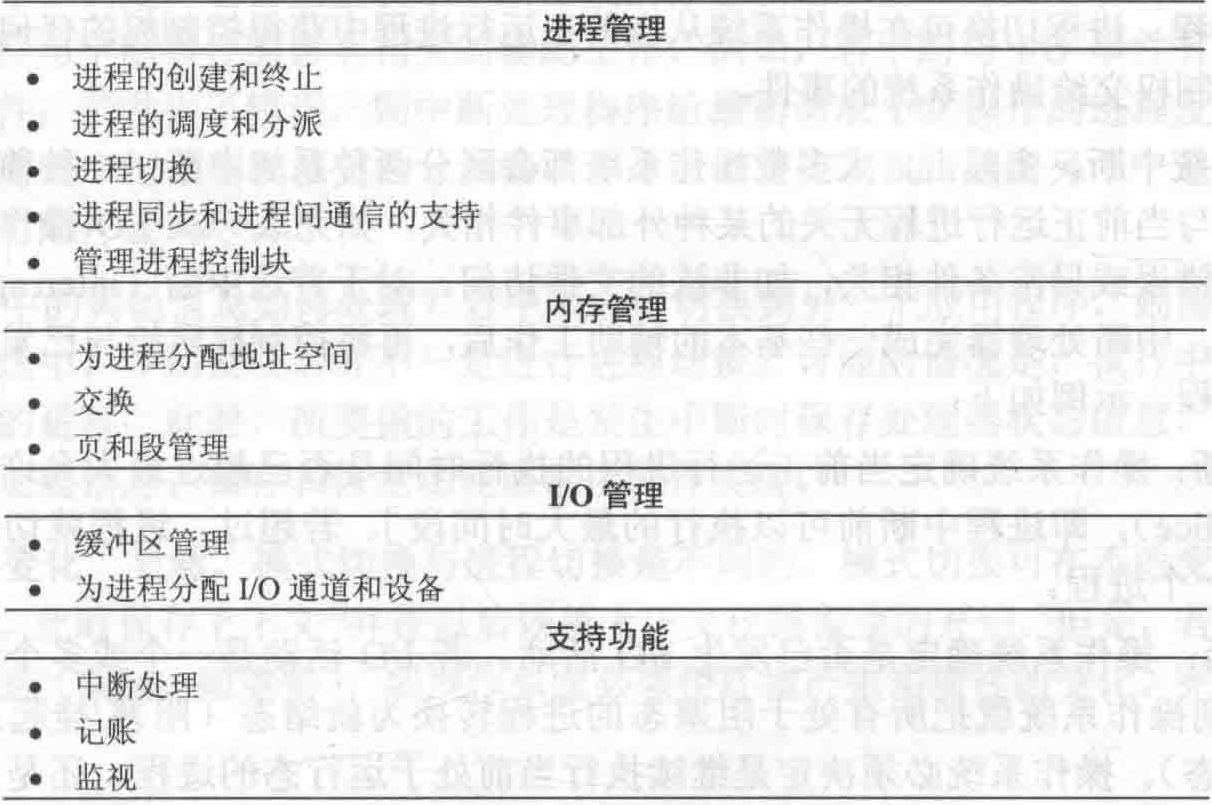 进程管理
● 进程的创建和终止
● 进程的调度和分派
● 进程切换
● 进程同步和进程间通信的支持
● 管理进程控制块
内存管理
● 为进程分配地址空间
● 交换
● 页和段管理
I/O 管理
● 缓冲区管理
● 为进程分配 I/O 通道和设备
支持功能
● 中断处理
● 记账
● 监视